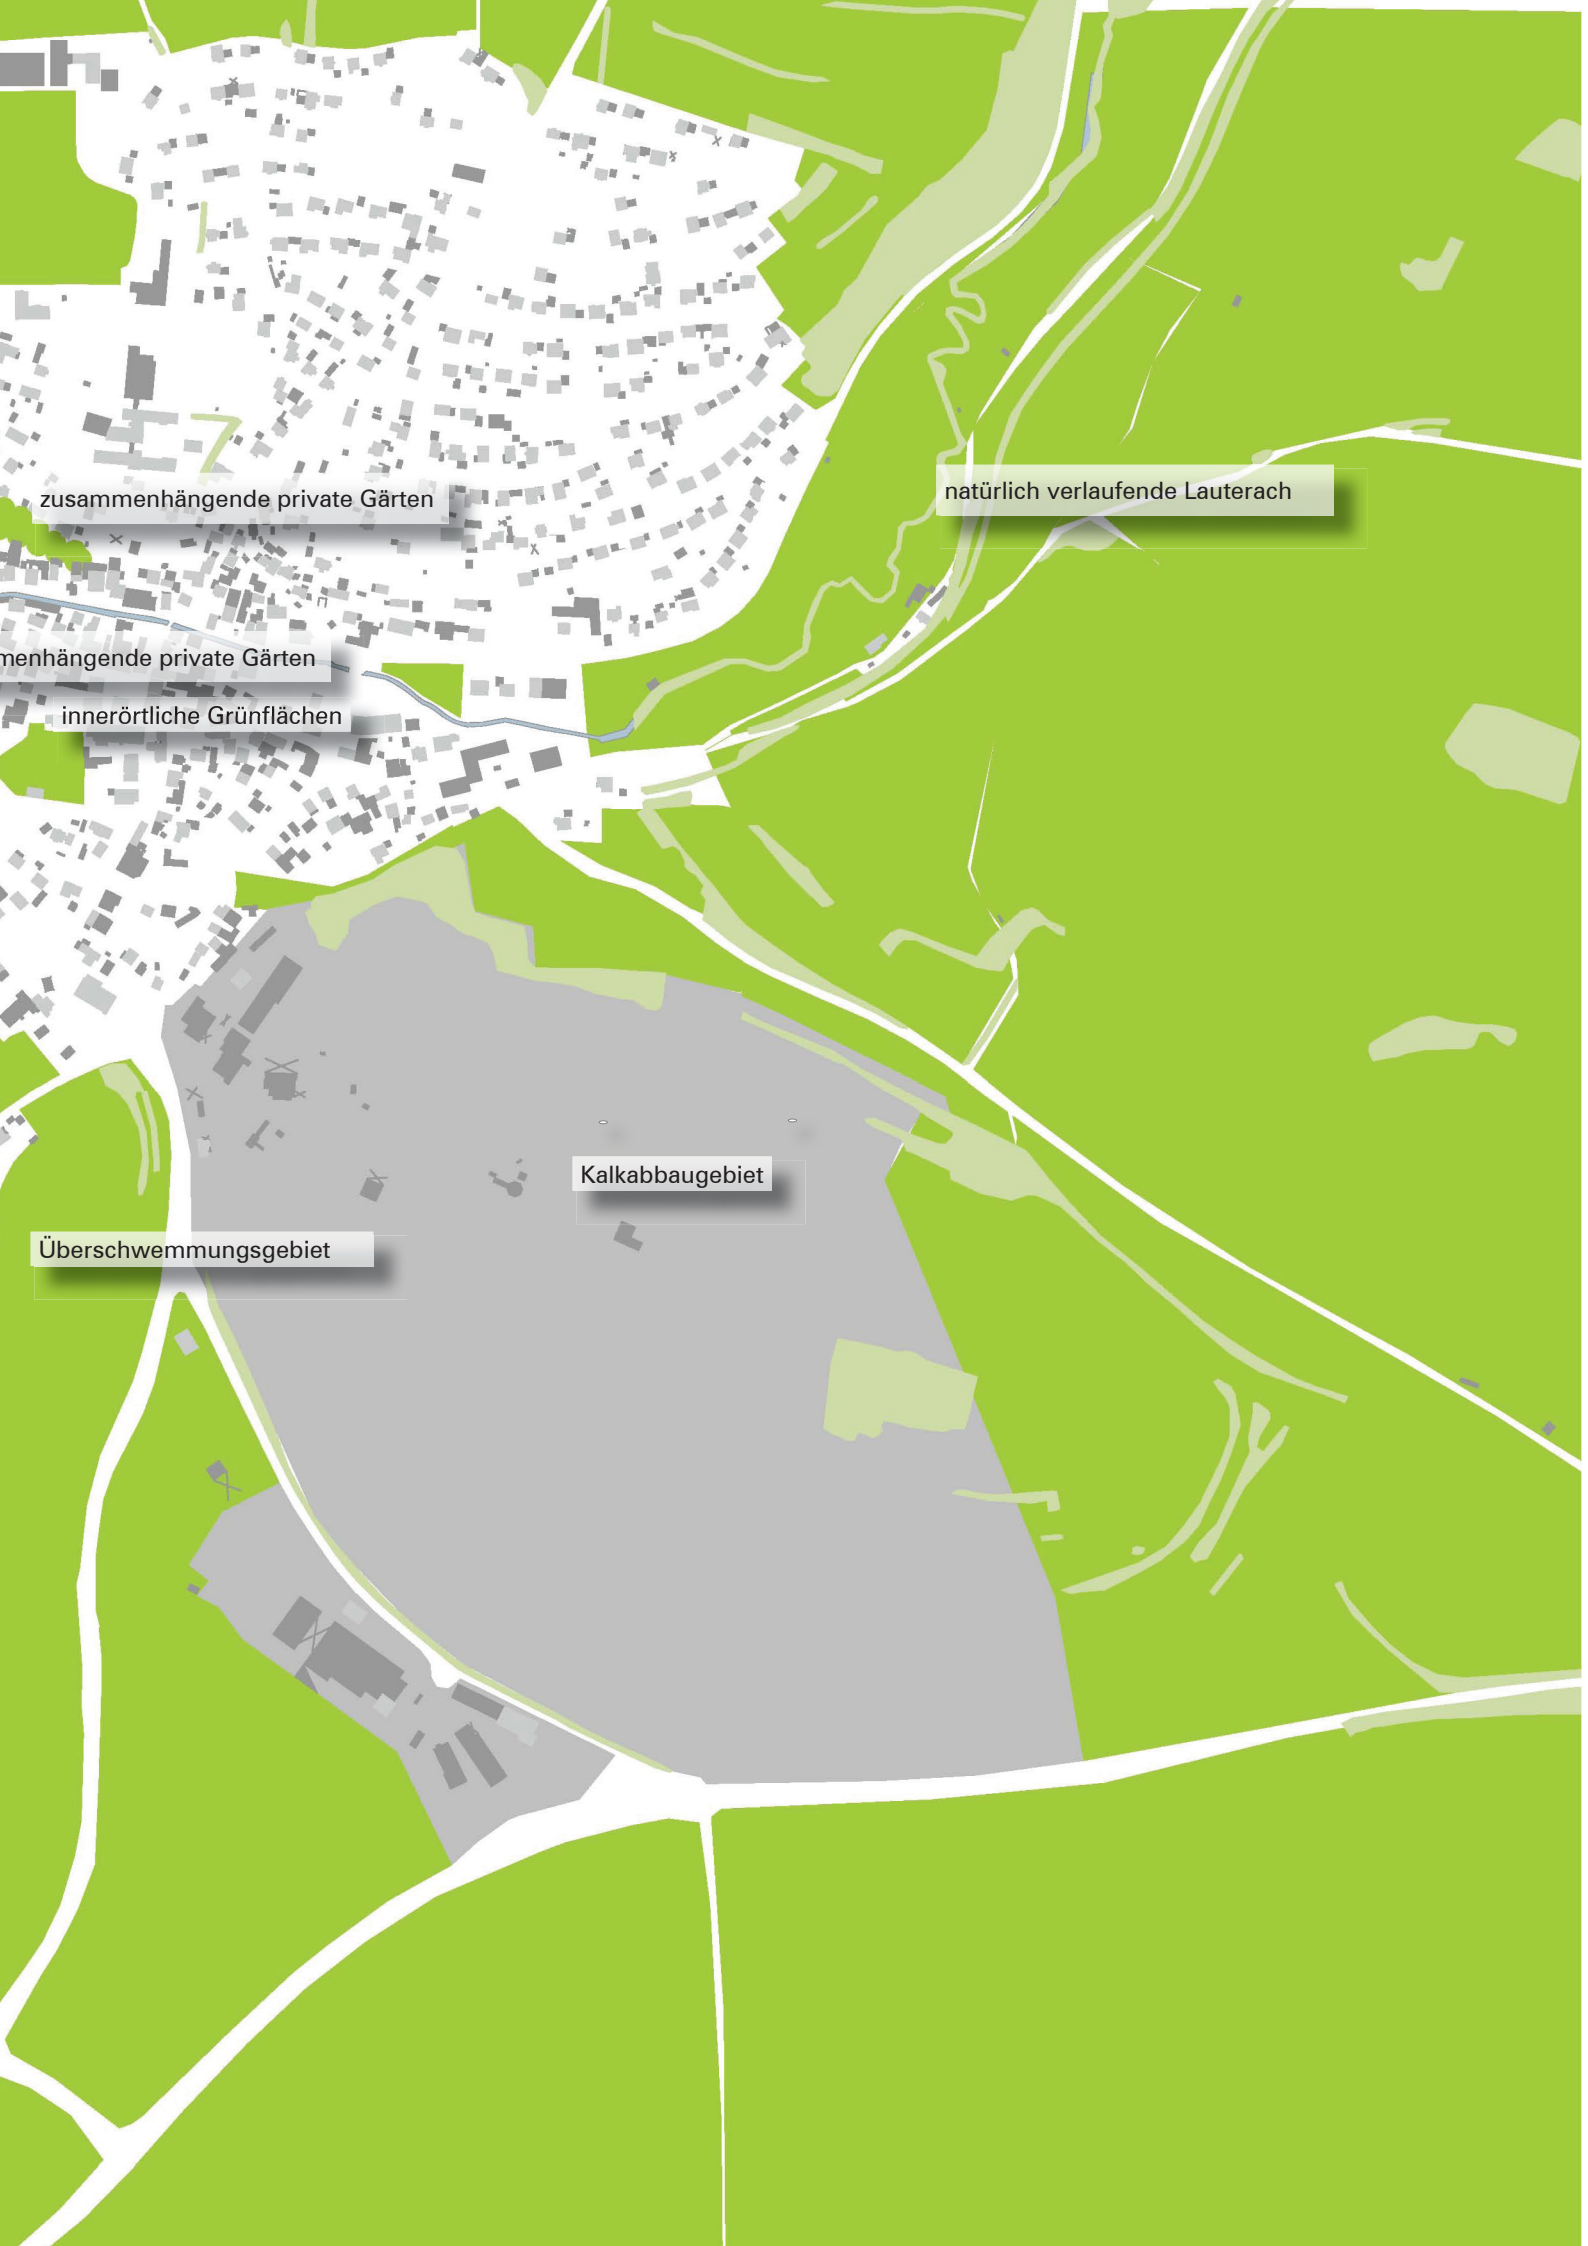 zusammenhängende private Gärten
natürlich verlaufende Lauterach
menhängende private Gärten
innerörtliche Grünflächen
Kalkabbaugebiet
Überschwemmungsgebiet